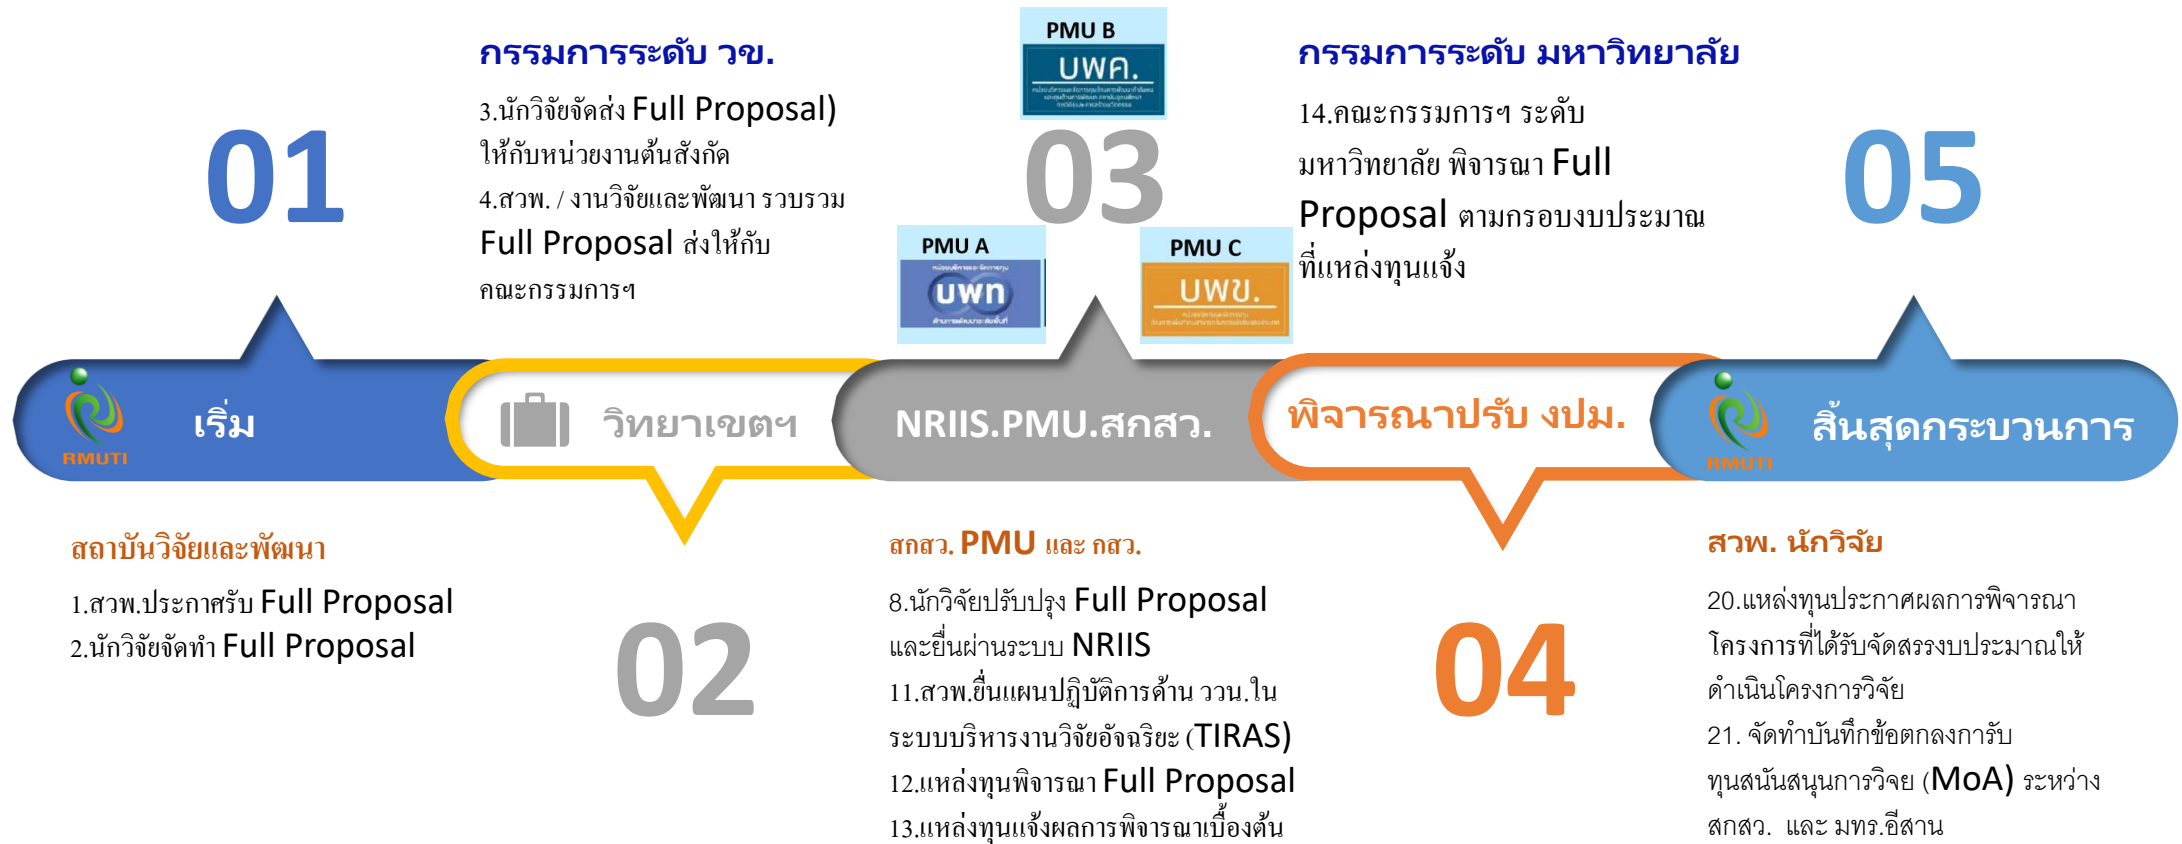 01
กรรมการระดับ วข.
3.นักวิจัยจัดส่ง Full Proposal)
ให้กับหน่วยงานต้นสังกัด
4.สวพ. / งานวิจัยและพัฒนา รวบรวม
Full Proposal ส่งให้กับ
คณะกรรมการฯ
PMU B
บพค.
03
PMU A
บพท
PMU C
บพข.
กรรมการระดับ มหาวิทยาลัย
14.คณะกรรมการฯ ระดับ
มหาวิทยาลัย พิจารณา Full
Proposal ตามกรอบงบประมาณ
ที่แหล่งทุนแจ้ง
05
RMUTI
เริ่ม
วิทยาเขตฯ
NRIIS.PMU.สกสว.
พิจารณาปรับ งปม.
RMUTI
สิ้นสุดกระบวนการ
สถาบันวิจัยและพัฒนา
1.สวพ.ประกาศรับ Full Proposal
2.นักวิจัยจัดทำ Full Proposal
02
สกสว. PMU และ กสว.
8.นักวิจัยปรับปรุง Full Proposal
และยื่นผ่านระบบ NRIIS
11.สวพ.ยื่นแผนปฏิบัติการด้าน ววน.ใน
ระบบบริหารงานวิจัยอัจฉริยะ (TIRAS)
12.แหล่งทุนพิจารณา Full Proposal
13.แหล่งทุนแจ้งผลการพิจารณาเบื้องต้น
04
สวพ. นักวิจัย
20.แหล่งทุนประกาศผลการพิจารณา
โครงการที่ได้รับจัดสรรงบประมาณให้
ดำเนินโครงการวิจัย
21. จัดทำบันทึกข้อตกลงการับ
ทุนสนันสนุนการวิจย (MoA) ระหว่าง
สกสว. และ มทร.อีสาน